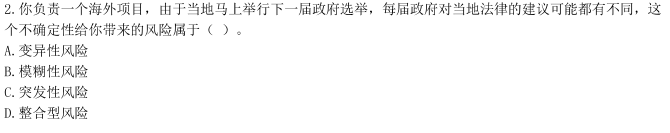 2.你负责一个海外项目，由于当地马上举行下一届政府选举，每届政府对当地法律的建议可能都有不同，这
个不确定性给你带来的风险属于（ ）。
A.变异性风险
B.模糊性风险
C.突发性风险
D.整合型风险